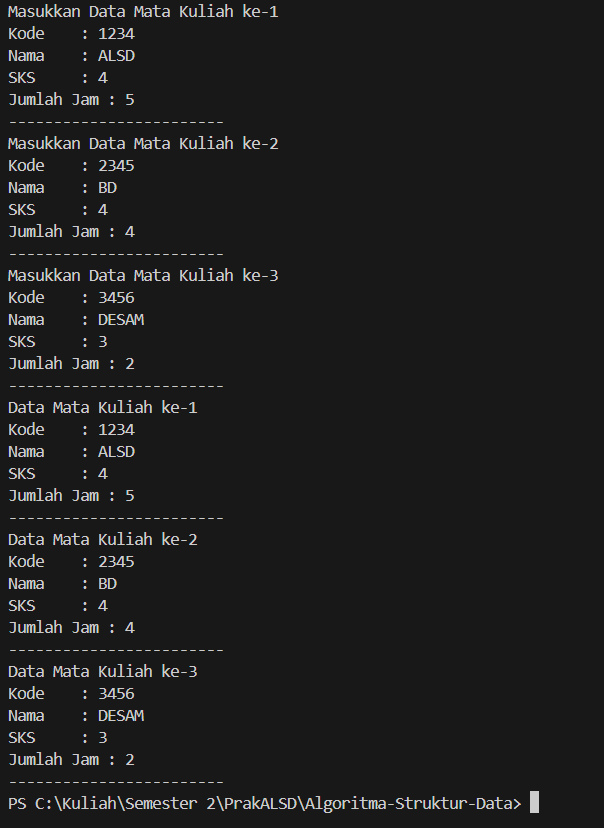 Masukkan Data Mata Kuliah ke-1
Kode    : 1234
Nama    : ALSD
SKS     : 4
Jumlah Jam : 5
------------------------
Masukkan Data Mata Kuliah ke-2
Kode    : 2345
Nama    : BD
SKS     : 4
Jumlah Jam : 4
------------------------
Masukkan Data Mata Kuliah ke-3
Kode    : 3456
Nama    : DESAM
SKS     : 3
Jumlah Jam : 2
------------------------
Data Mata Kuliah ke-1
Kode    : 1234
Nama    : ALSD
SKS     : 4
Jumlah Jam : 5
------------------------
Data Mata Kuliah ke-2
Kode    : 2345
Nama    : BD
SKS     : 4
Jumlah Jam : 4
------------------------
Data Mata Kuliah ke-3
Kode    : 3456
Nama    : DESAM
SKS     : 3
Jumlah Jam : 2
------------------------
PS C:\Kuliah\Semester 2\PrakALSD\Algoritma-Struktur-Data>